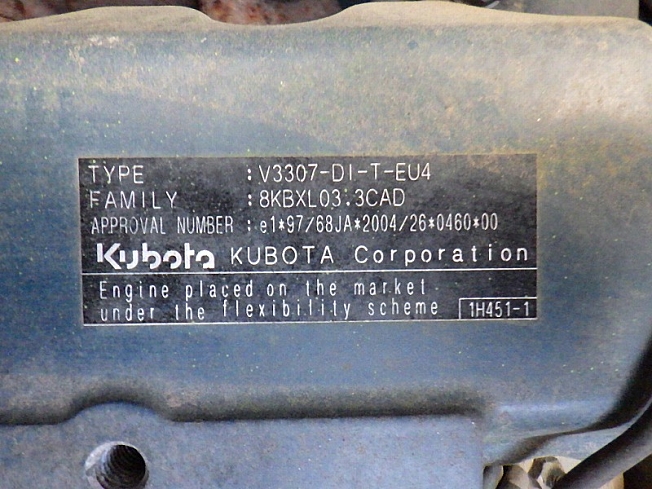 TYPE :V3307-DI-T-EU4
FAMILY :8KBXL03.3CAD
APPROVAL NUMBER :e1*97/68JA*2004/26*0460*00
Kubota KUBOTA Corporation
Engine placed on the market
under the flexibility scheme 1H451-1